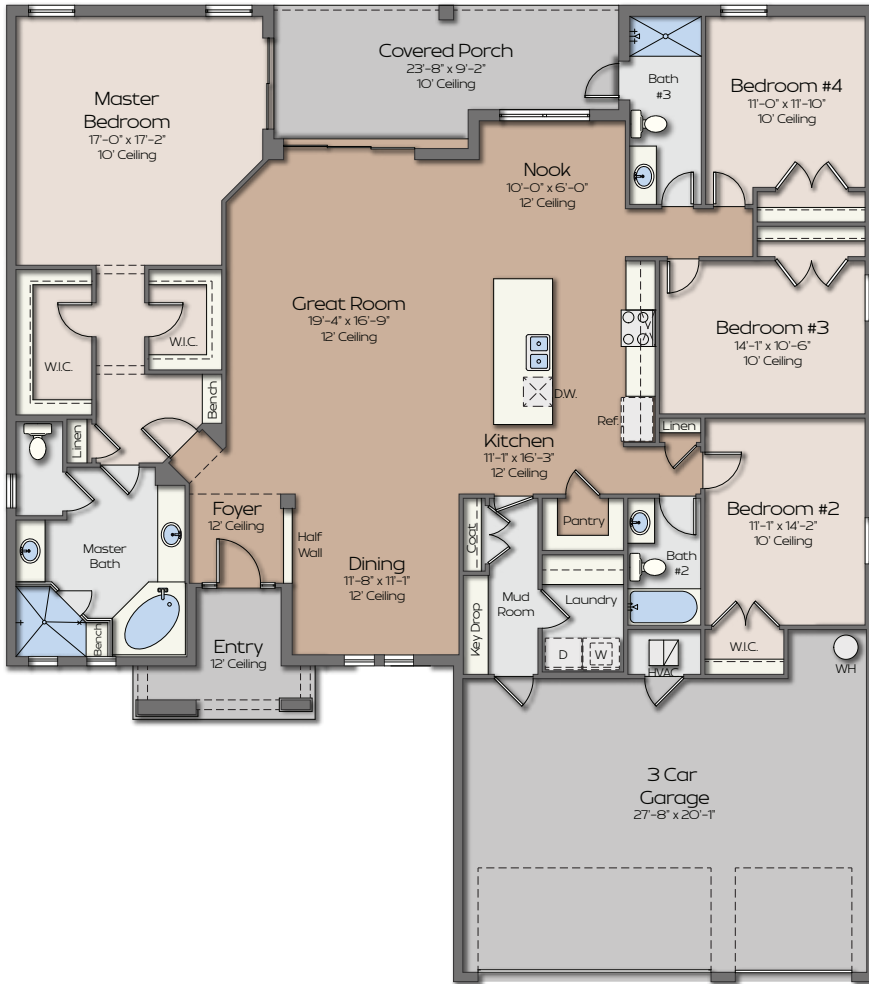 Covered Porch
23'-8" x 9'-2"
10' Ceiling
Master
Bedroom
17'-0" x 17'-2"
10' Ceiling
Bath
#3
Bedroom #4
11'-0" x 11'-10"
10' Ceiling
Nook
10'-0" x 6'-0"
12' Ceiling
Great Room
19'-4" x 16'-9"
12' Ceiling
Bedroom #3
14'-1" x 10'-6"
10' Ceiling
W.I.C.
W.I.C.
Bench
D.W.
Ref.
Linen
Linen
Kitchen
11'-1" x 16'-3"
12' Ceiling
Foyer
12' Ceiling
Half
Wall
Coat
Pantry
Bedroom #2
11'-1" x 14'-2"
10' Ceiling
Master
Bath
Dining
11'-8" x 11'-1"
12' Ceiling
Bath
#2
Mud
Room
Laundry
Key Drop
Bench
Entry
12' Ceiling
D
W
HVAC
W.I.C.
WH
3 Car
Garage
27'-8" x 20'-1"